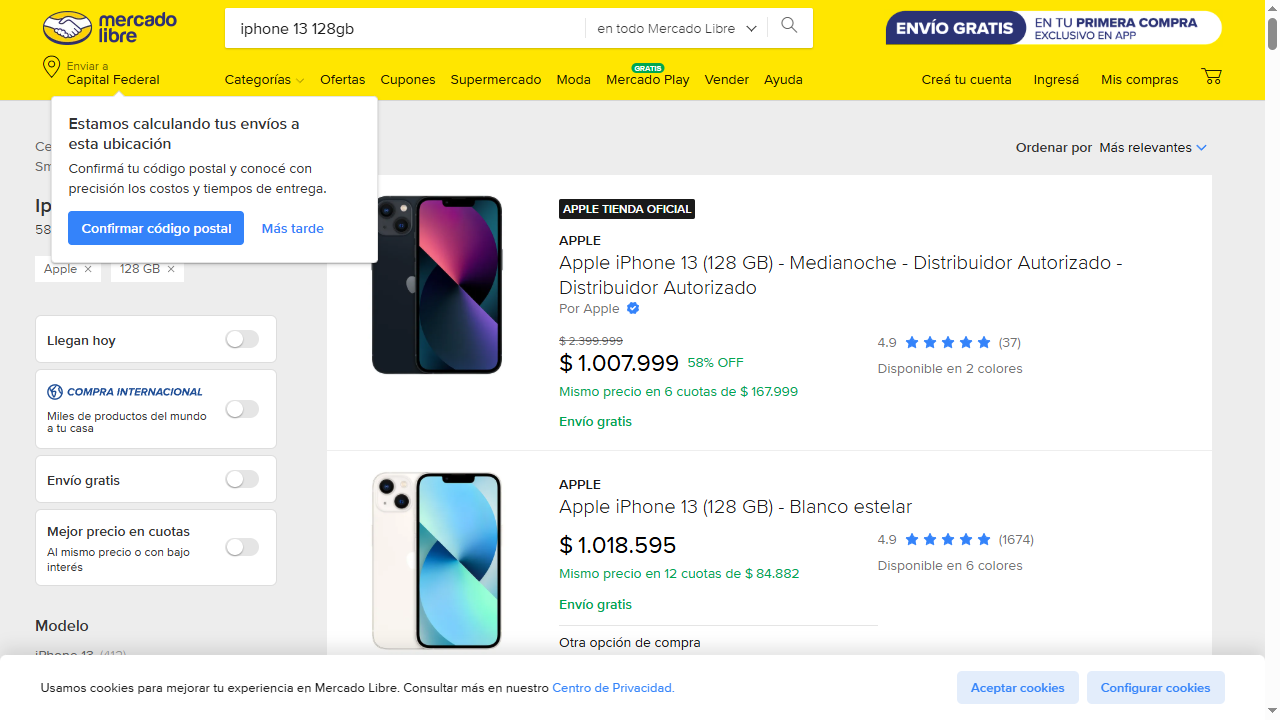 mercado
libre
iphone 13 128gb
en todo Mercado Libre
ENVÍO GRATIS
EN TU PRIMERA COMPRA
EXCLUSIVO EN APP
Enviar a
Capital Federal
Categorías
Ofertas
Cupones
Supermercado
Moda
GRATIS
Mercado Play
Vender
Ayuda
Creá tu cuenta
Ingresá
Mis compras
Estamos calculando tus envíos a
esta ubicación
Confirmá tu código postal y conocé con
precisión los costos y tiempos de entrega.
Confirmar código postal
Más tarde
Ordenar por Más relevantes
Apple ×
128 GB ×
Llegan hoy
COMPRA INTERNACIONAL
Miles de productos del mundo
a tu casa
Envío gratis
Mejor precio en cuotas
Al mismo precio o con bajo
interés
Modelo
iPhone 13 (412)
APPLE TIENDA OFICIAL
APPLE
Apple iPhone 13 (128 GB) - Medianoche - Distribuidor Autorizado -
Distribuidor Autorizado
Por Apple
$ 2.399.999
$ 1.007.999 58% OFF
Mismo precio en 6 cuotas de $ 167.999
Envío gratis
4.9 (37)
Disponible en 2 colores
APPLE
Apple iPhone 13 (128 GB) - Blanco estelar
$ 1.018.595
Mismo precio en 12 cuotas de $ 84.882
Envío gratis
4.9 (1674)
Disponible en 6 colores
Otra opción de compra
Usamos cookies para mejorar tu experiencia en Mercado Libre. Consultar más en nuestro Centro de Privacidad.
Aceptar cookies
Configurar cookies